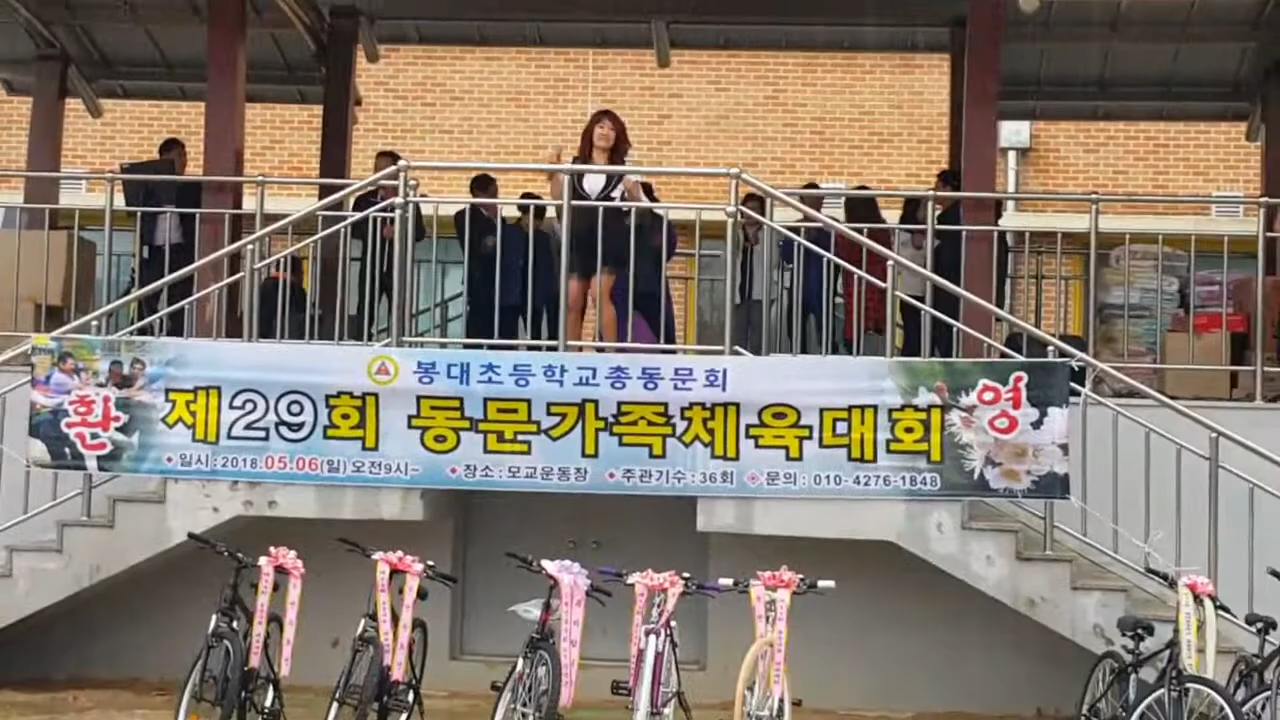 봉대초등학교총동문회
환 제29회 동문가족체육대회 영
일시 : 2018.05.06(일) 오전9시~ 장소 : 모교운동장 주관기수 : 36회 문의 : 010-4276-1848